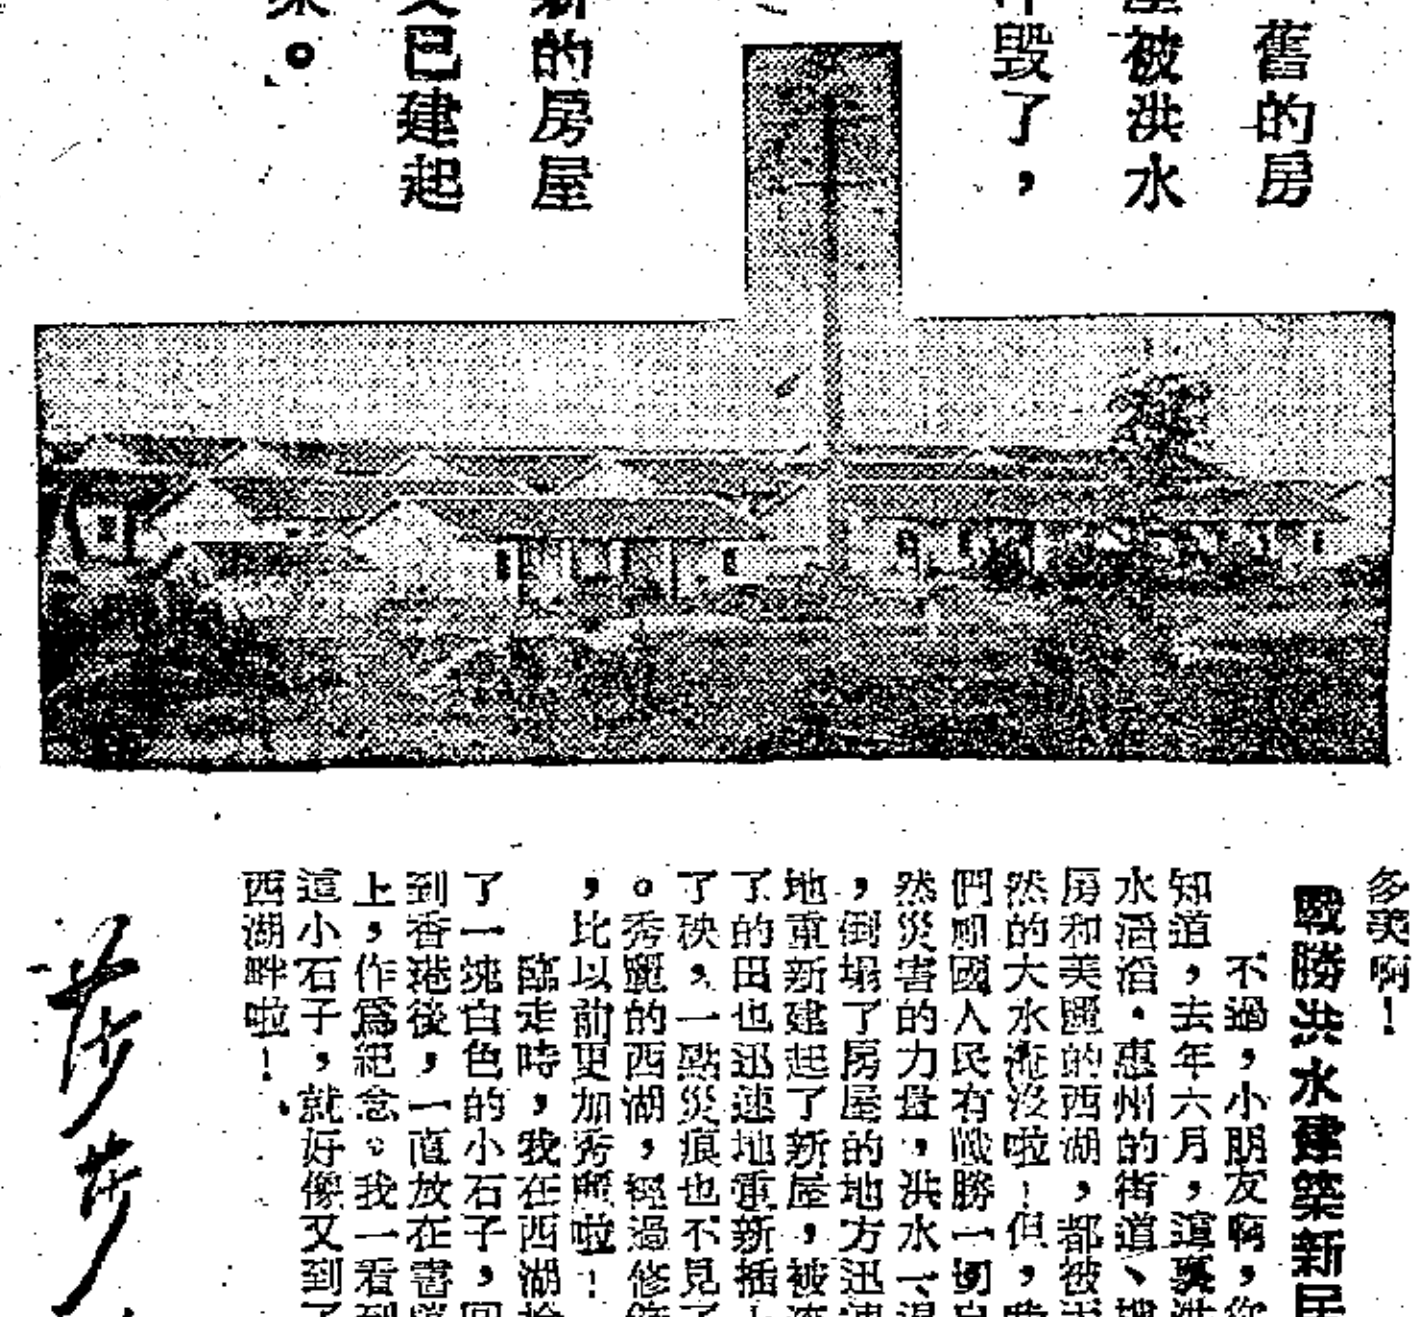 舊的房
屋被洪水
毀了，
新的房屋
又已建起
來。
多美啊！
戰勝洪水建築新居
不過，小朋友啊，你
知道，去年六月，這裏洪
水滔滔。惠州的街道、樓
房和美麗的西湖，都被無
然的大水淹沒啦！但，時
們祖國人民有戰勝一切自
然災害的力量，洪水一退
，倒塌了房屋的地方迅速
地重新建起了新屋，被
了的田也迅速地重新插
了秧，一點災痕也不見了
。秀麗的西湖，經過修
，比以前更加秀麗啦！
臨走時，我在西湖
了一塊白色的小石子，回
到香港後，一直放在書
上，作爲紀念。我一看到
這小石子，就好像又到了
西湖畔啦！